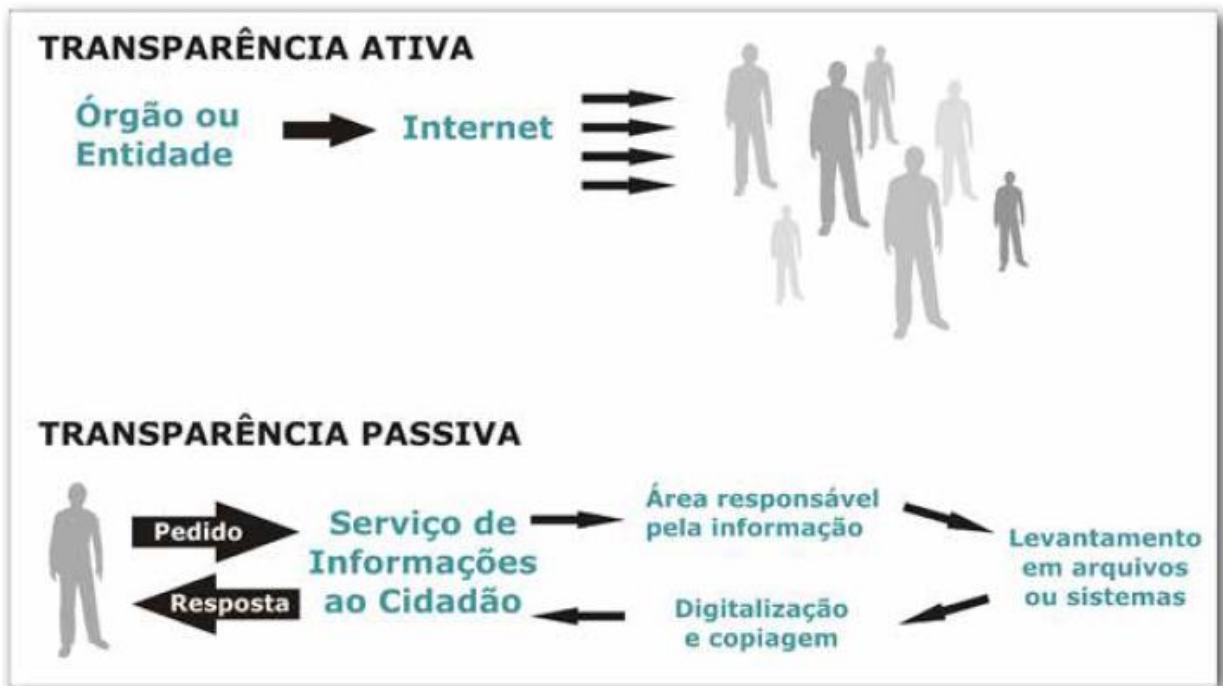 TRANSPARÊNCIA ATIVA
Órgão ou
Entidade
Internet
TRANSPARÊNCIA PASSIVA
Pedido
Resposta
Serviço de
Informações
ao Cidadão
Área responsável
pela informação
Levantamento
em arquivos
ou sistemas
Digitalização
e copiagem